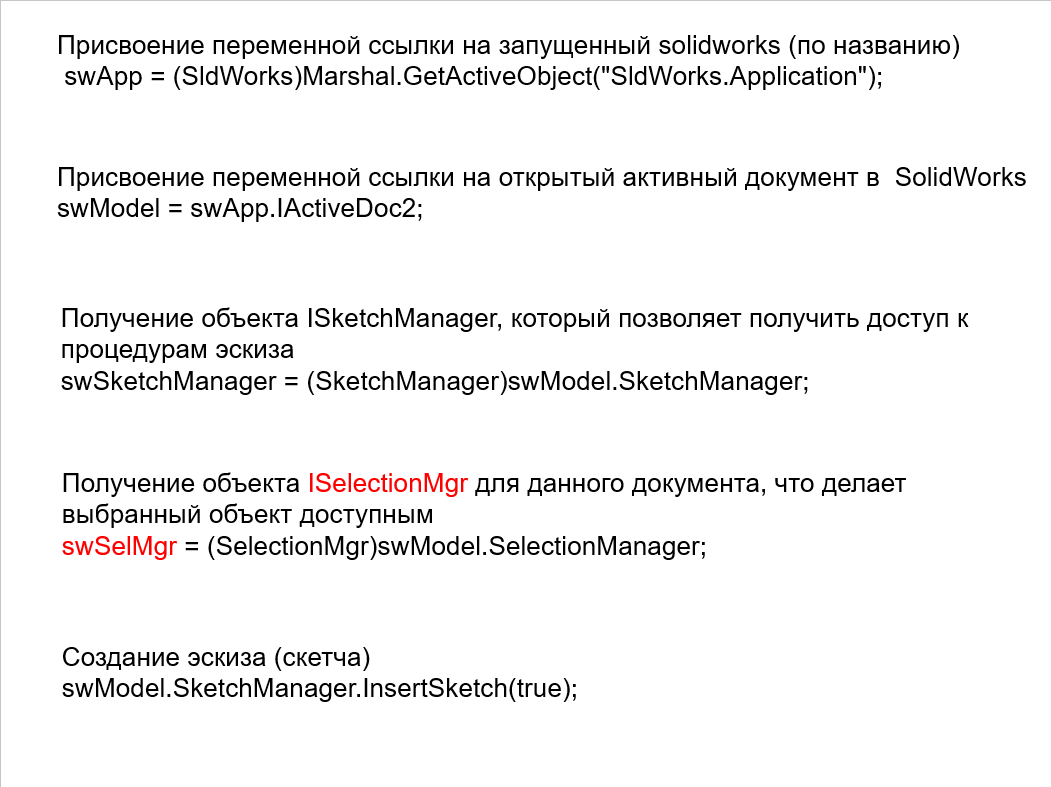 Присвоение переменной ссылки на запущенный solidworks (по названию)
swApp = (SldWorks)Marshal.GetActiveObject("SldWorks.Application");
Присвоение переменной ссылки на открытый активный документ в  SolidWorks
swModel = swApp.IActiveDoc2;
Получение объекта ISketchManager, который позволяет получить доступ к
процедурам эскиза
swSketchManager = (SketchManager)swModel.SketchManager;
Получение объекта ISelectionMgr для данного документа, что делает
выбранный объект доступным
swSelMgr = (SelectionMgr)swModel.SelectionManager;
Создание эскиза (скетча)
swModel.SketchManager.InsertSketch(true);